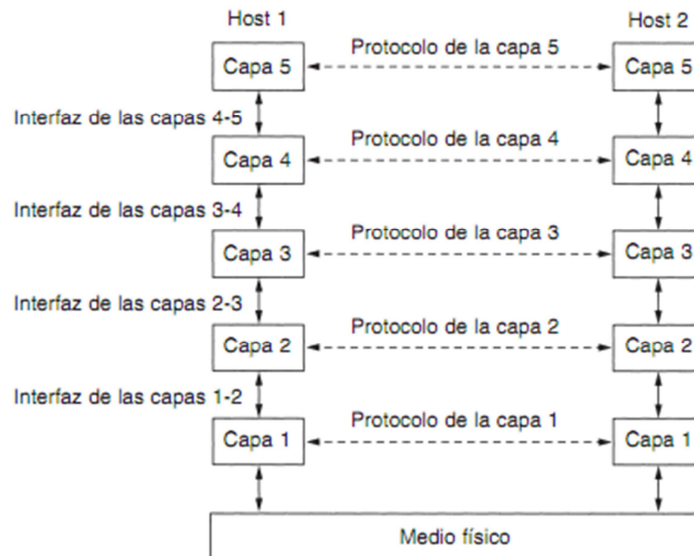 Host 1 Host 2
Capa 5 Protocolo de la capa 5 Capa 5
Interfaz de las capas 4-5
Capa 4 Protocolo de la capa 4 Capa 4
Interfaz de las capas 3-4
Capa 3 Protocolo de la capa 3 Capa 3
Interfaz de las capas 2-3
Capa 2 Protocolo de la capa 2 Capa 2
Interfaz de las capas 1-2
Capa 1 Protocolo de la capa 1 Capa 1
Medio físico